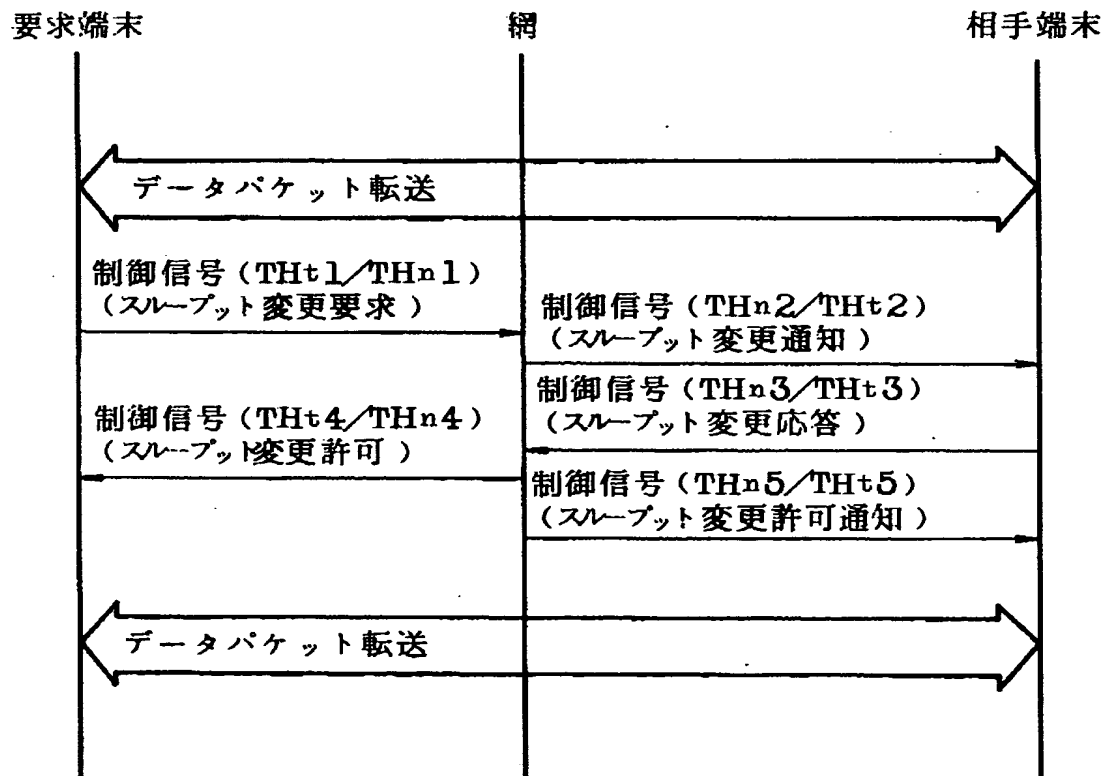 要求端末
網
相手端末
データパケット転送
制御信号(THt1/THn1)
(スループット変更要求)
制御信号(THn2/THt2)
(スループット変更通知)
制御信号(THn3/THt3)
(スループット変更応答)
制御信号(THt4/THn4)
(スループット変更許可)
制御信号(THn5/THt5)
(スループット変更許可通知)
データパケット転送